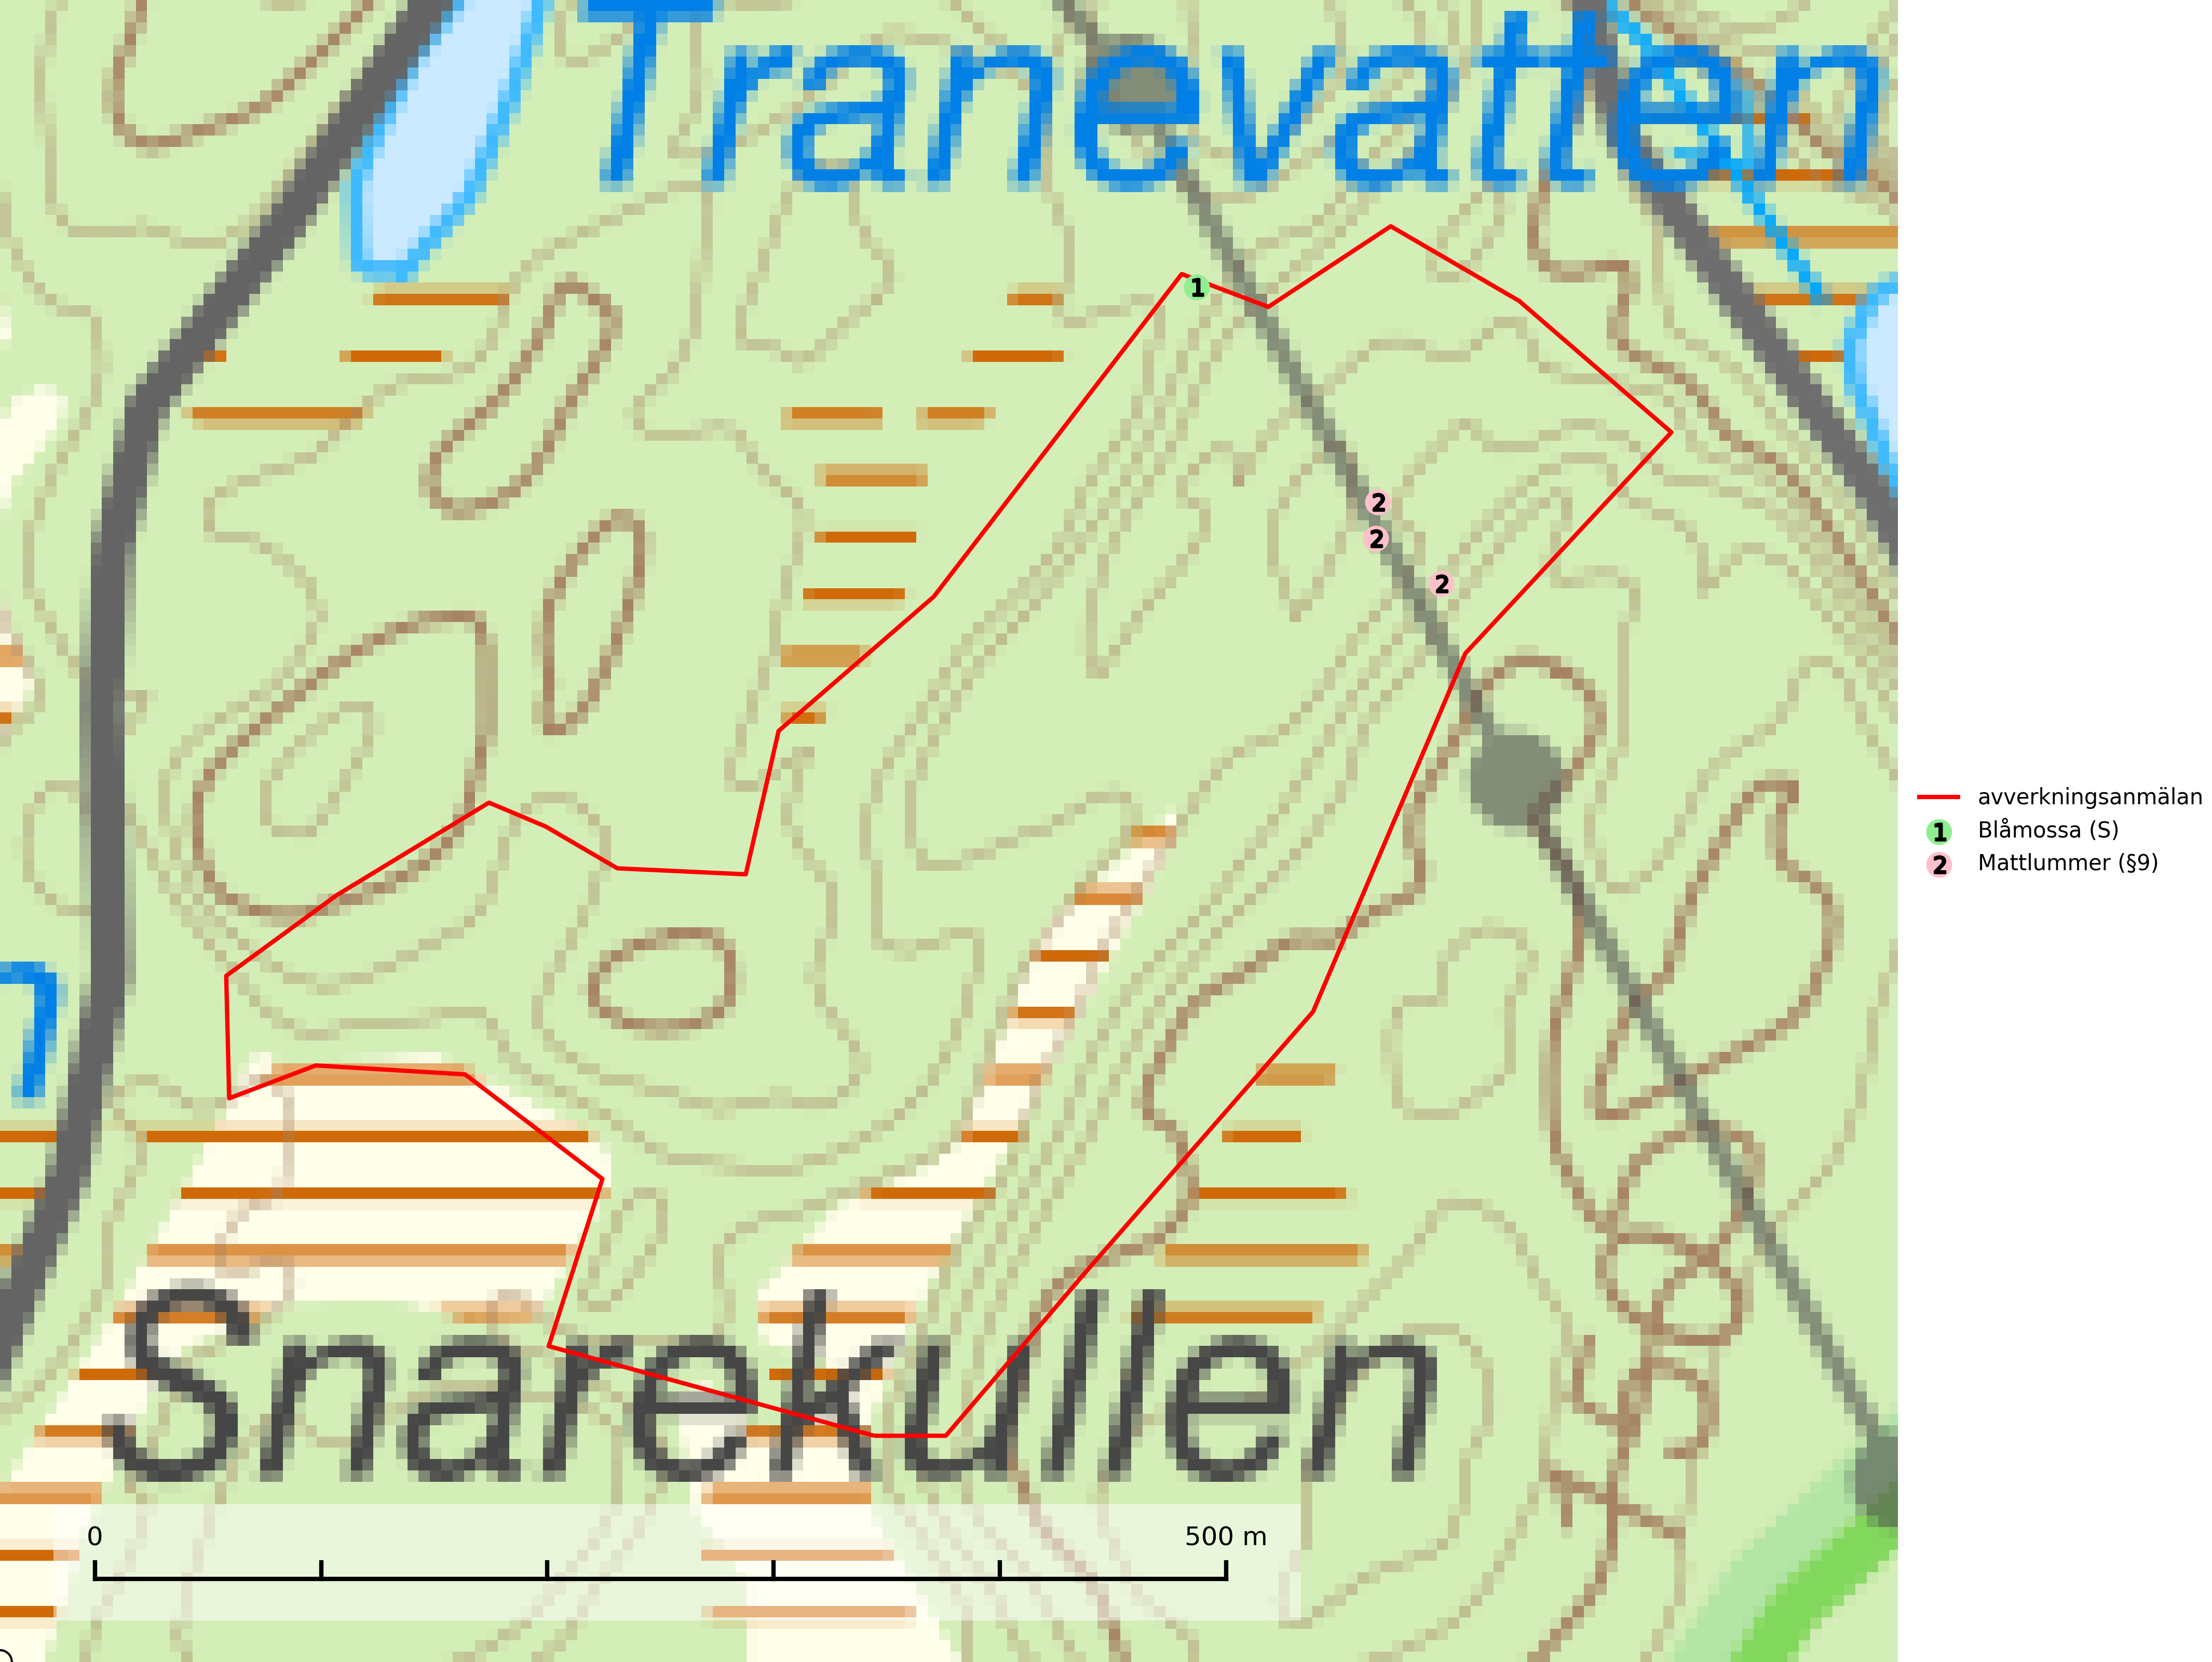 Tranevatten
1
2
2
2
n
Snarekullen
0 500 m
avverkningsanmälan
1 Blåmossa (S)
2 Mattlummer (§9)